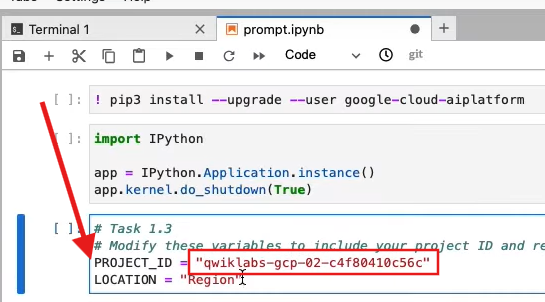 Tabs Settings Help
Terminal 1
prompt.ipynb
Code
git
[ ]: ! pip3 install --upgrade --user google-cloud-aiplatform
[ ]: import IPython
app = IPython.Application.instance()
app.kernel.do_shutdown(True)
[ ]: # Task 1.3
# Modify these variables to include your project ID and re
PROJECT_ID = "qwiklabs-gcp-02-c4f80410c56c"
LOCATION = "Region"